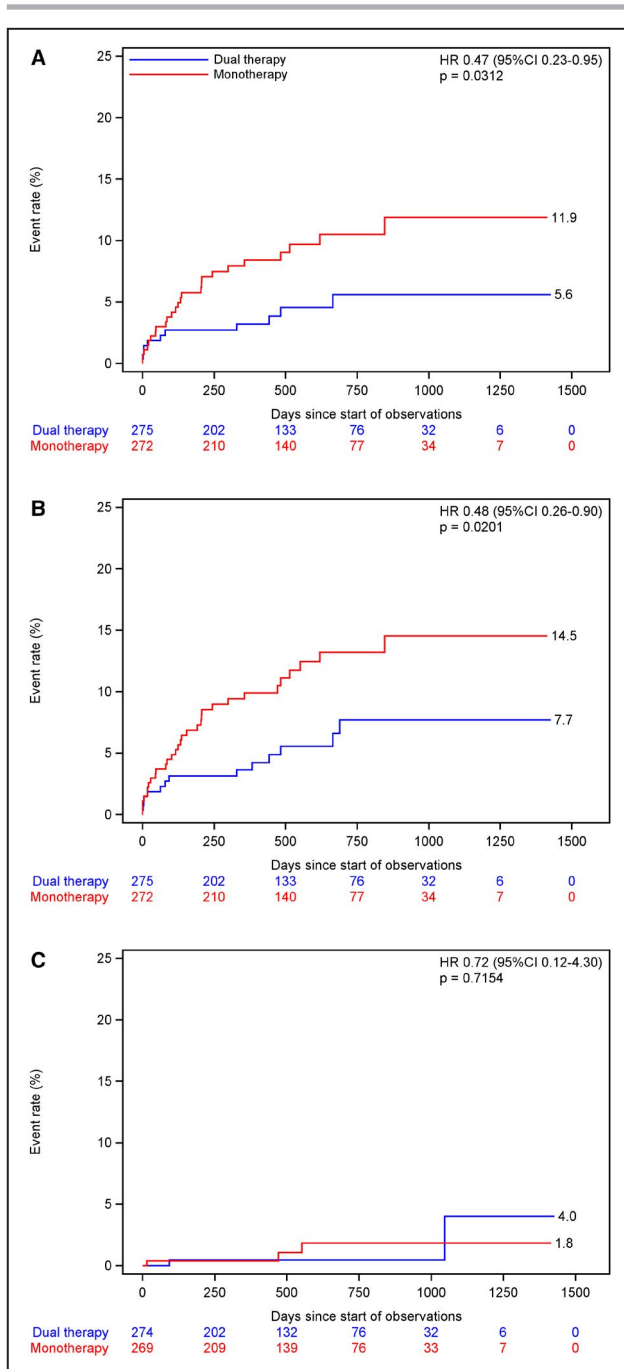 A
Dual therapy
Monotherapy
HR 0.47 (95%CI 0.23-0.95)
p = 0.0312
25
20
15
10
5
0
Event rate (%)
11.9
5.6
0 250 500 750 1000 1250 1500
Days since start of observations
Dual therapy 275 202 133 76 32 6 0
Monotherapy 272 210 140 77 34 7 0
B
HR 0.48 (95%CI 0.26-0.90)
p = 0.0201
25
20
15
10
5
0
Event rate (%)
14.5
7.7
0 250 500 750 1000 1250 1500
Days since start of observations
Dual therapy 275 202 133 76 32 6 0
Monotherapy 272 210 140 77 34 7 0
C
HR 0.72 (95%CI 0.12-4.30)
p = 0.7154
25
20
15
10
5
0
Event rate (%)
4.0
1.8
0 250 500 750 1000 1250 1500
Days since start of observations
Dual therapy 274 202 132 76 32 6 0
Monotherapy 269 209 139 76 33 7 0